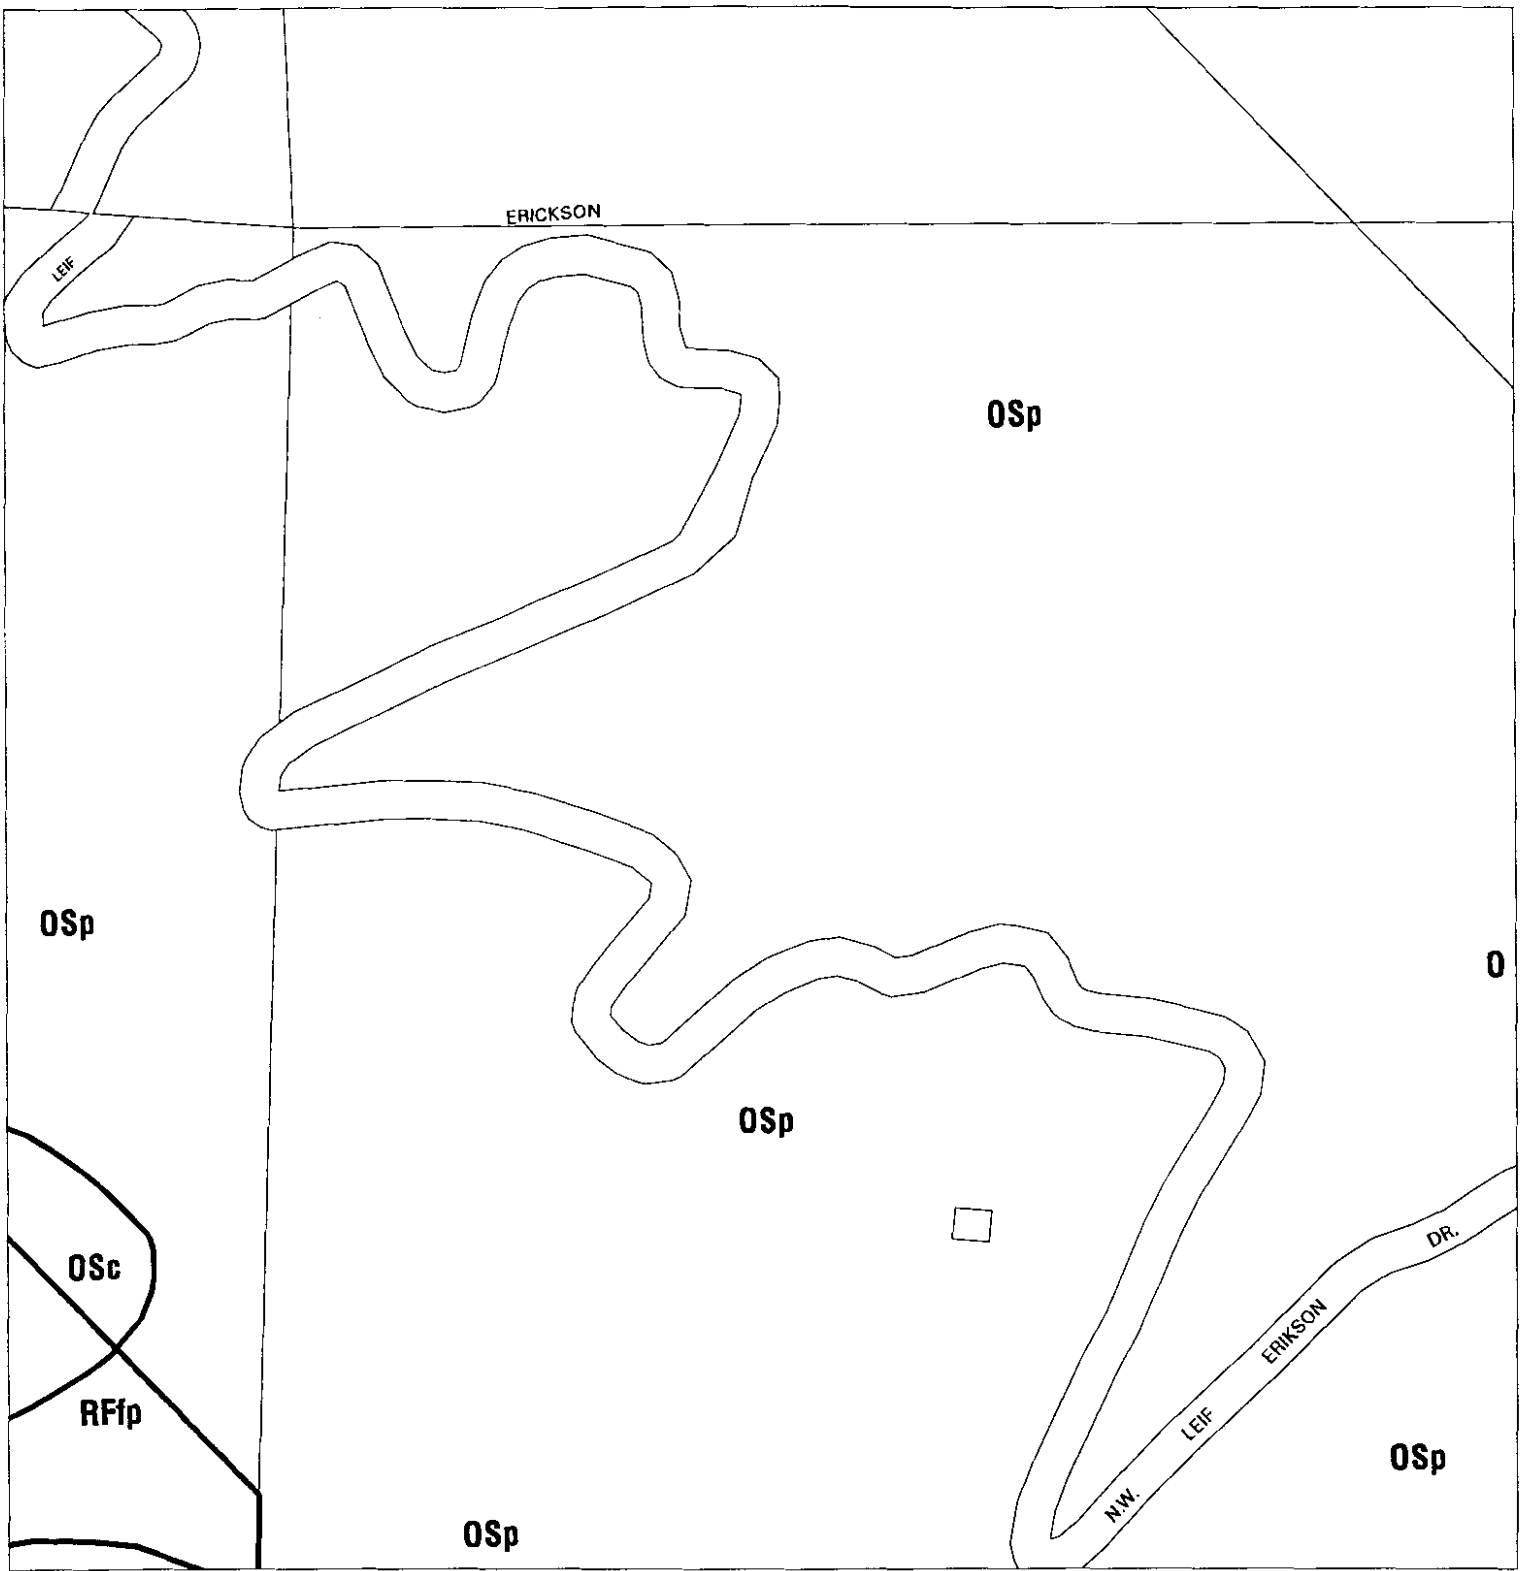 ERICKSON
LEIF
OSp
OSp
O
OSp
DR.
OSc
ERIKSON
RFfp
LEIF
OSp
N.W.
OSp